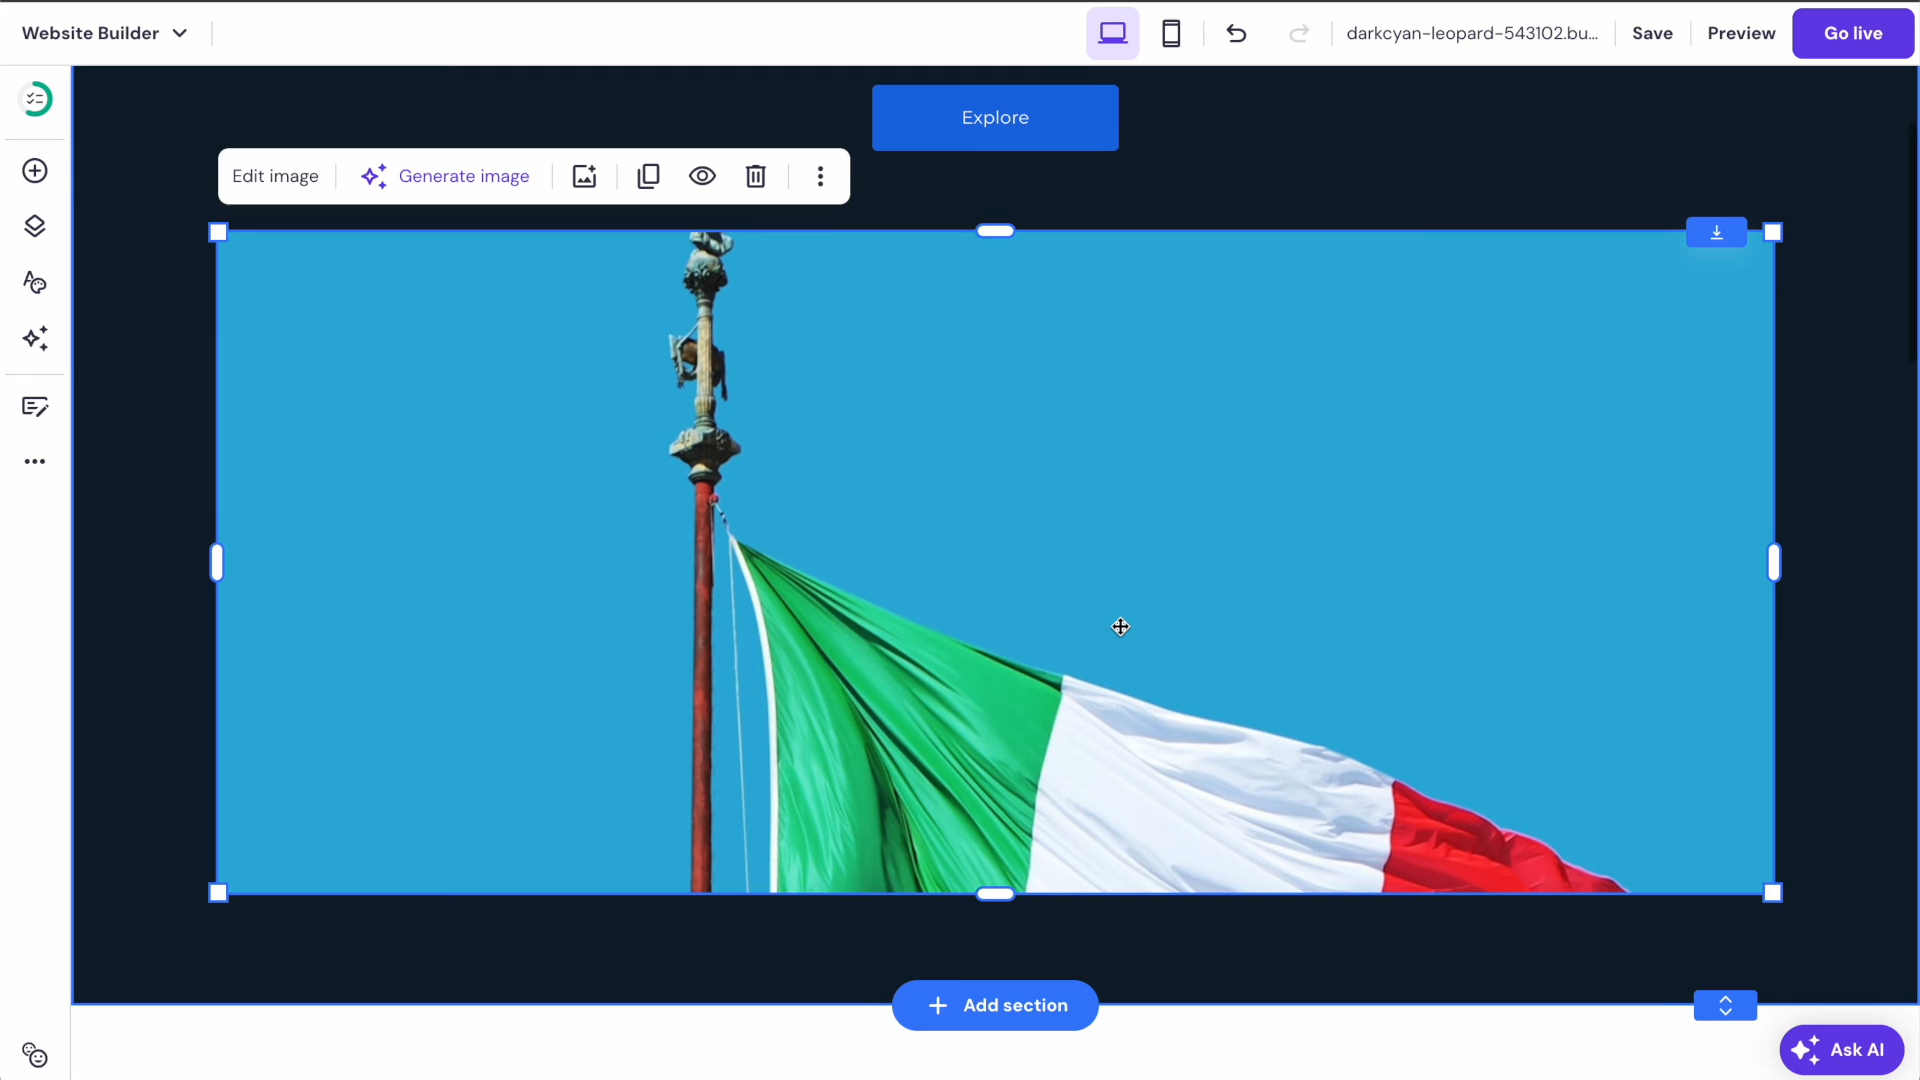 Website Builder
darkcyan-leopard-543102.bu...
Save
Preview
Go live
Explore
Edit image
Generate image
Add section
Ask AI